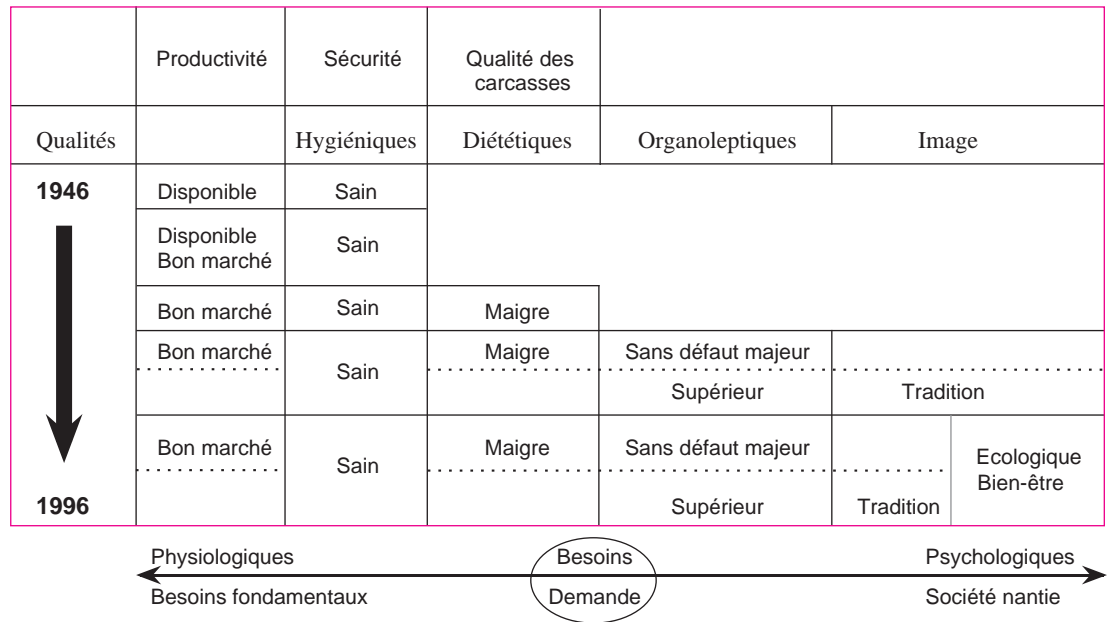 Productivité Sécurité Qualité des
carcasses
Qualités Hygiéniques Diététiques Organoleptiques Image
1946 Disponible Sain
Disponible
Bon marché Sain
Bon marché Sain Maigre
Bon marché Maigre Sans défaut majeur
Sain
Supérieur Tradition
Bon marché Maigre Sans défaut majeur
Sain Ecologique
Bien-être
1996 Supérieur Tradition
Physiologiques Besoins Psychologiques
Besoins fondamentaux Demande Société nantie